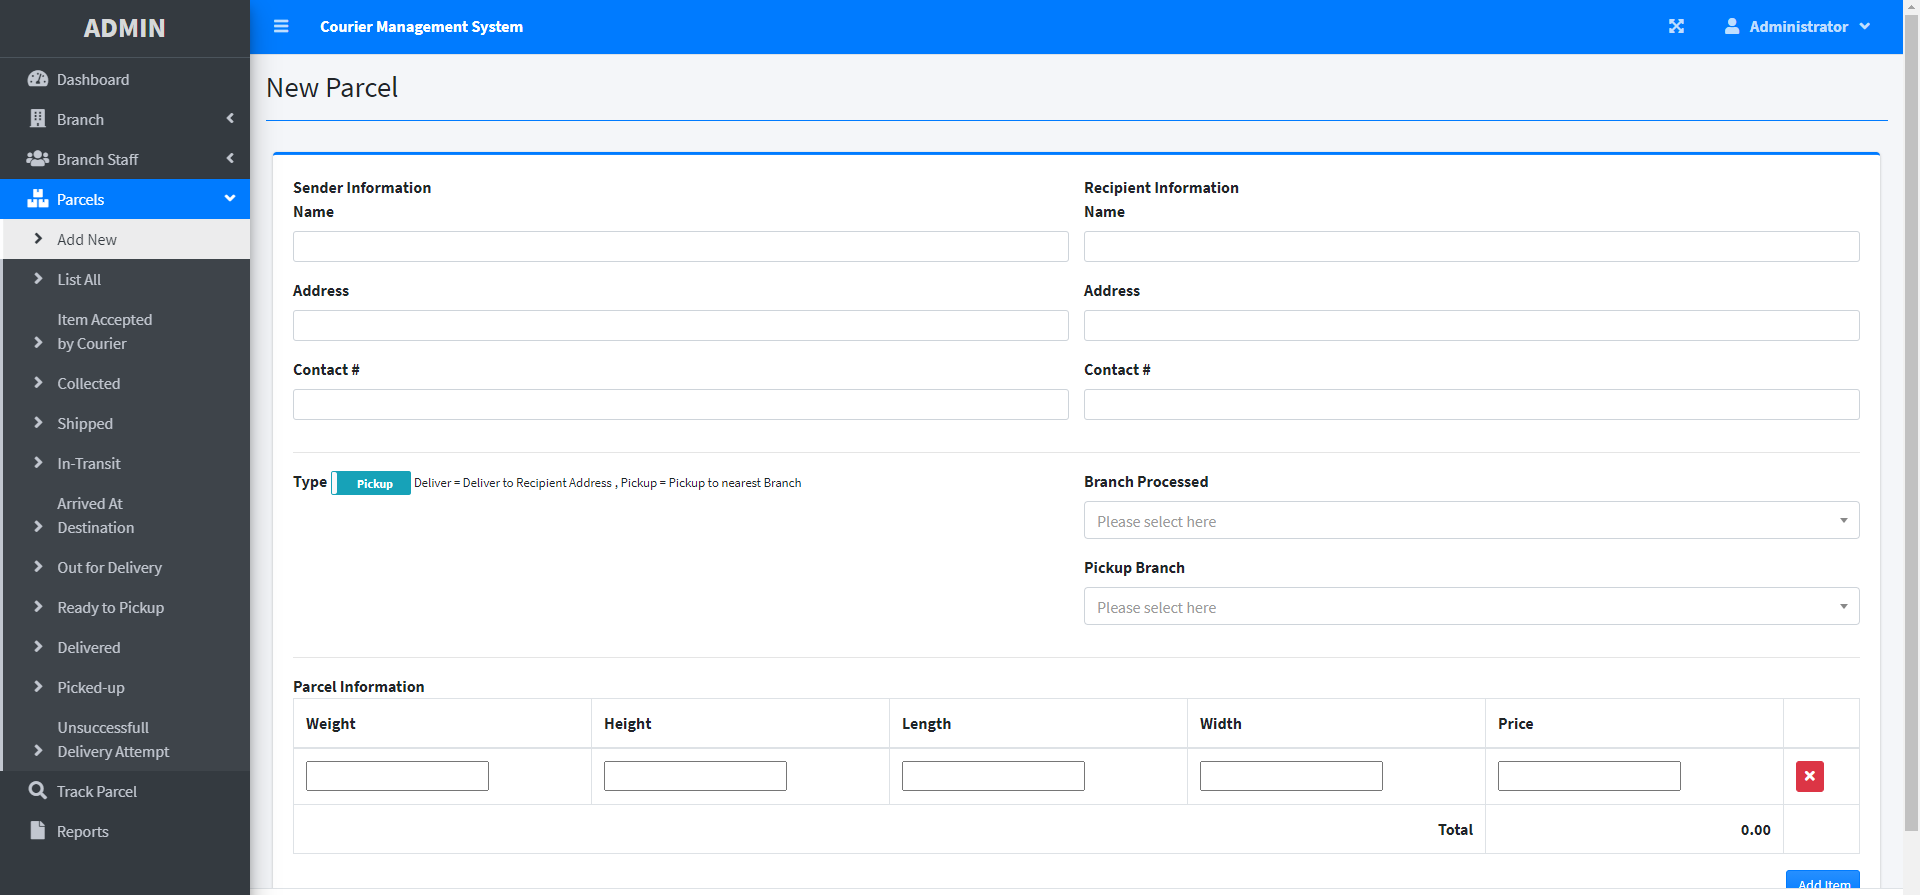 ADMIN
Courier Management System
Administrator
Dashboard
Branch
Branch Staff
Parcels
Add New
List All
Item Accepted
by Courier
Collected
Shipped
In-Transit
Arrived At
Destination
Out for Delivery
Ready to Pickup
Delivered
Picked-up
Unsuccessfull
Delivery Attempt
Track Parcel
Reports
New Parcel
Sender Information
Name
Address
Contact #
Recipient Information
Name
Address
Contact #
Type Pickup Deliver = Deliver to Recipient Address , Pickup = Pickup to nearest Branch
Branch Processed
Please select here
Pickup Branch
Please select here
Parcel Information
Weight Height Length Width Price
Total 0.00
Add Item